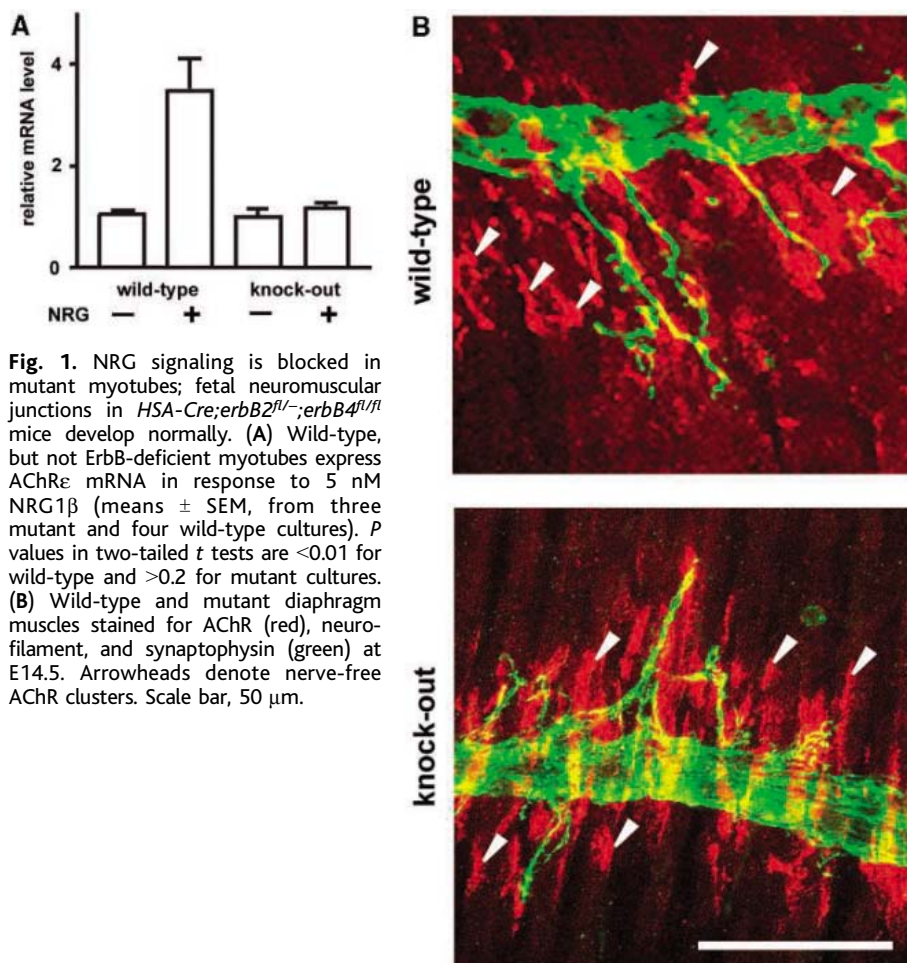 A
relative mRNA level
4
2
0
wild-type
knock-out
NRG
−
+
−
+
Fig. 1. NRG signaling is blocked in
mutant myotubes; fetal neuromuscular
junctions in HSA-Cre;erbB2fl/−;erbB4fl/fl
mice develop normally. (A) Wild-type,
but not ErbB-deficient myotubes express
AChRε mRNA in response to 5 nM
NRG1β (means ± SEM, from three
mutant and four wild-type cultures). P
values in two-tailed t tests are <0.01 for
wild-type and >0.2 for mutant cultures.
(B) Wild-type and mutant diaphragm
muscles stained for AChR (red), neuro-
filament, and synaptophysin (green) at
E14.5. Arrowheads denote nerve-free
AChR clusters. Scale bar, 50 μm.
B
wild-type
knock-out